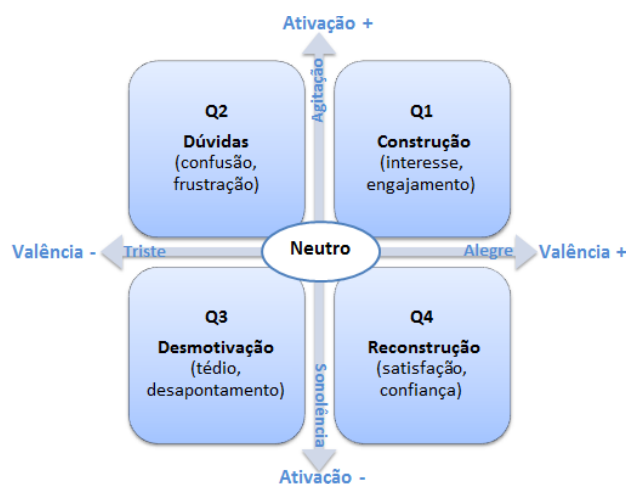 Ativação +
Agitação
Q2
Dúvidas
(confusão,
frustração)
Q1
Construção
(interesse,
engajamento)
Valência -
Triste
Neutro
Alegre
Valência +
Q3
Desmotivação
(tédio,
desapontamento)
Sonolência
Q4
Reconstrução
(satisfação,
confiança)
Ativação -